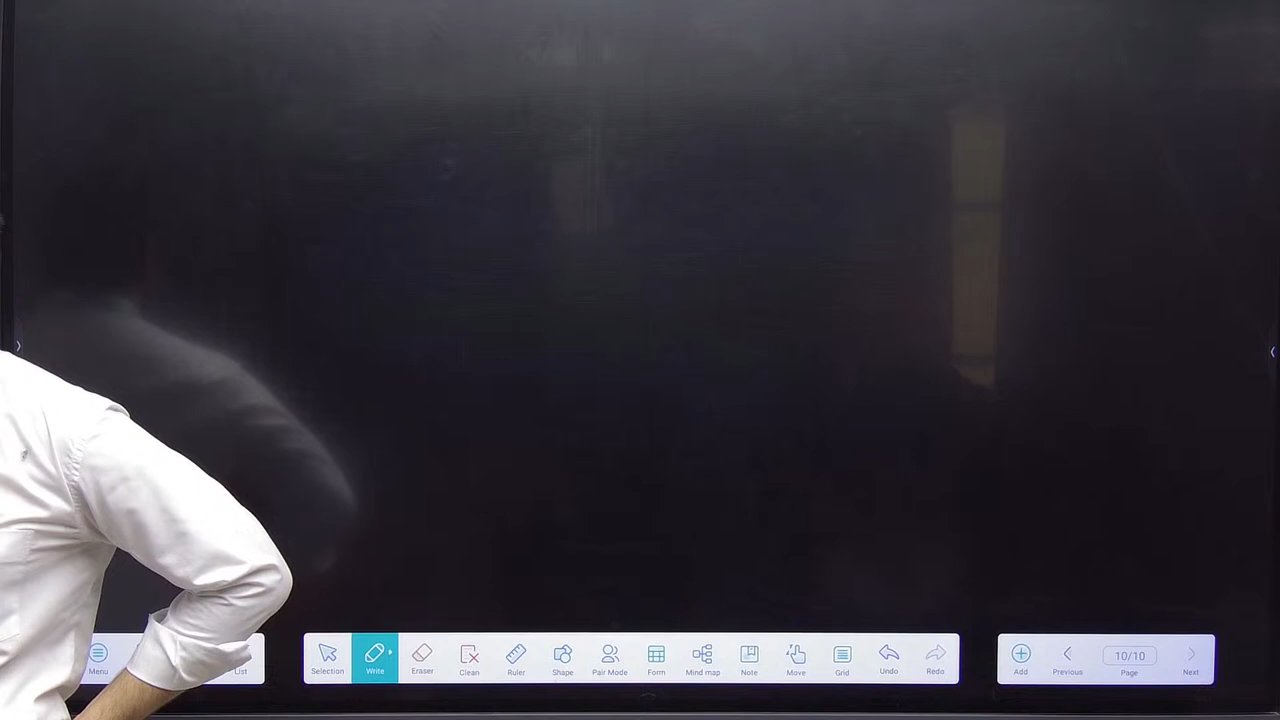 Menu
List
Selection
Write
Eraser
Clean
Ruler
Shape
Pair Mode
Form
Mind map
Note
Move
Grid
Undo
Redo
Add
Previous
10/10
Page
Next